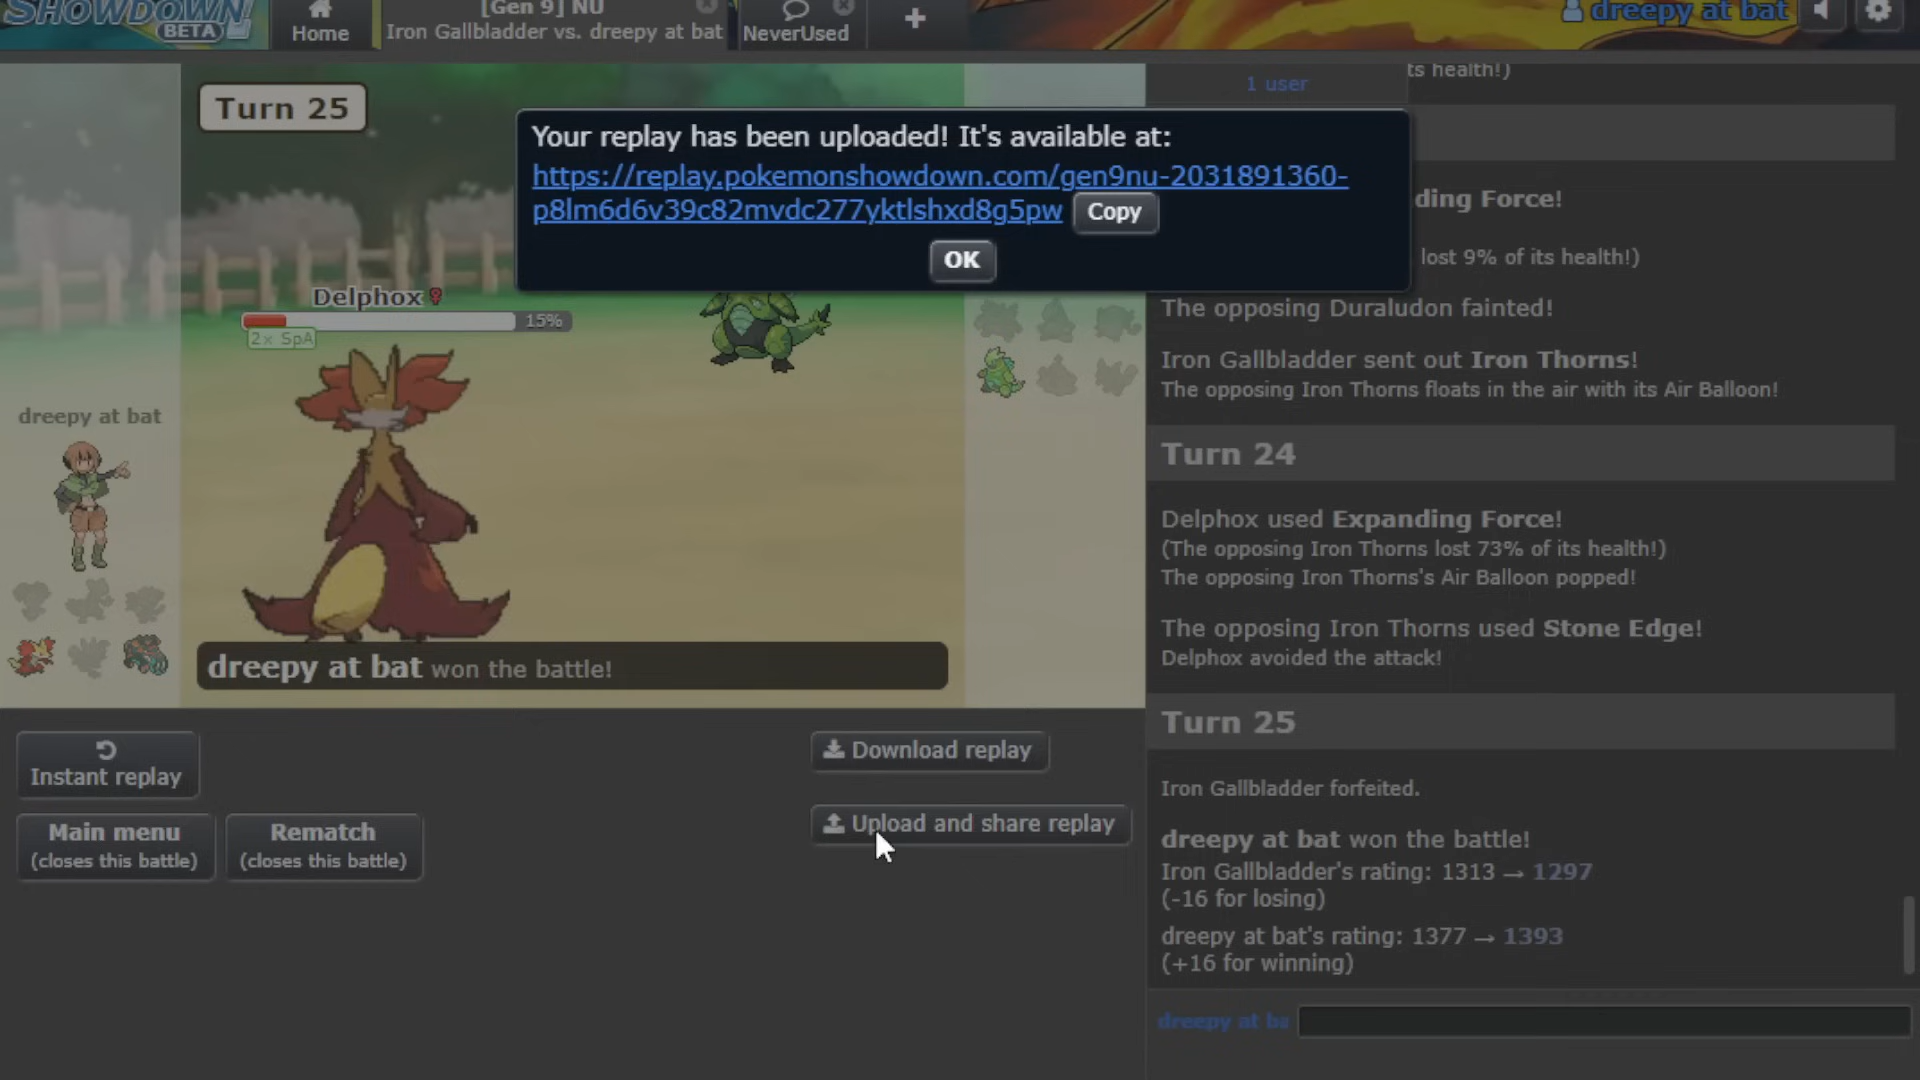 SHOWDOWN
BETA
Home
[Gen 9] NU
Iron Gallbladder vs. dreepy at bat
NeverUsed
+
dreepy at bat
Turn 25
1 user
ts health!)
Your replay has been uploaded! It's available at:
https://replay.pokemonshowdown.com/gen9nu-2031891360-
p8lm6d6v39c82mvdc277yktlshxd8g5pw Copy
OK
Delphox
15%
2x SpA
dreepy at bat
dreepy at bat won the battle!
Instant replay
Download replay
Upload and share replay
Main menu
(closes this battle)
Rematch
(closes this battle)
ding Force!
lost 9% of its health!)
The opposing Duraludon fainted!
Iron Gallbladder sent out Iron Thorns!
The opposing Iron Thorns floats in the air with its Air Balloon!
Turn 24
Delphox used Expanding Force!
(The opposing Iron Thorns lost 73% of its health!)
The opposing Iron Thorns's Air Balloon popped!
The opposing Iron Thorns used Stone Edge!
Delphox avoided the attack!
Turn 25
Iron Gallbladder forfeited.
dreepy at bat won the battle!
Iron Gallbladder's rating: 1313 → 1297
(-16 for losing)
dreepy at bat's rating: 1377 → 1393
(+16 for winning)
dreepy at ba